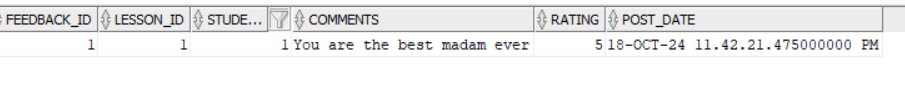 FEEDBACK_ID LESSON_ID STUDE... COMMENTS RATING POST_DATE
1 1 1 You are the best madam ever 5 18-OCT-24 11.42.21.475000000 PM